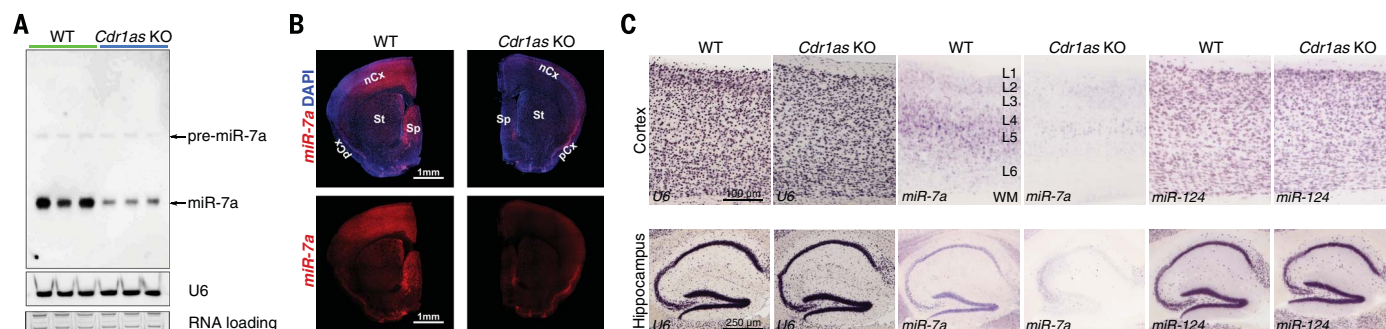 A
WT Cdr1as KO
pre-miR-7a
miR-7a
U6
RNA loading
B
WT Cdr1as KO
miR-7a DAPI
nCx
St
Sp
pCx
1mm
nCx
Sp
St
pCx
miR-7a
1mm
C
WT Cdr1as KO WT Cdr1as KO WT Cdr1as KO
Cortex
L1
L2
L3
L4
L5
L6
WM
100 µm
U6 U6 miR-7a miR-7a miR-124 miR-124
Hippocampus
250 µm
U6 U6 miR-7a miR-7a miR-124 miR-124